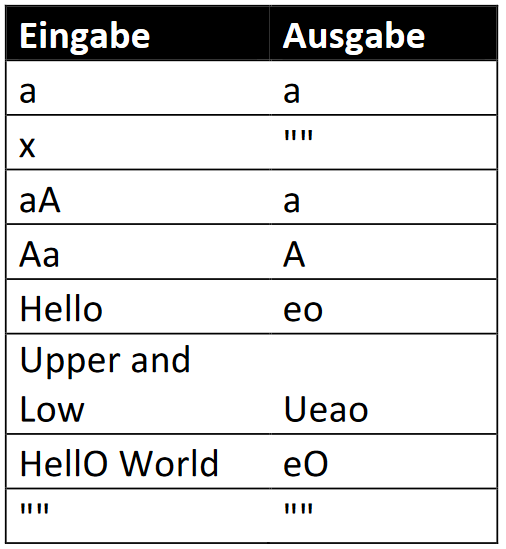 Eingabe Ausgabe
a a
x ""
aA a
Aa A
Hello eo
Upper and
Low Ueao
HellO World eO
"" ""